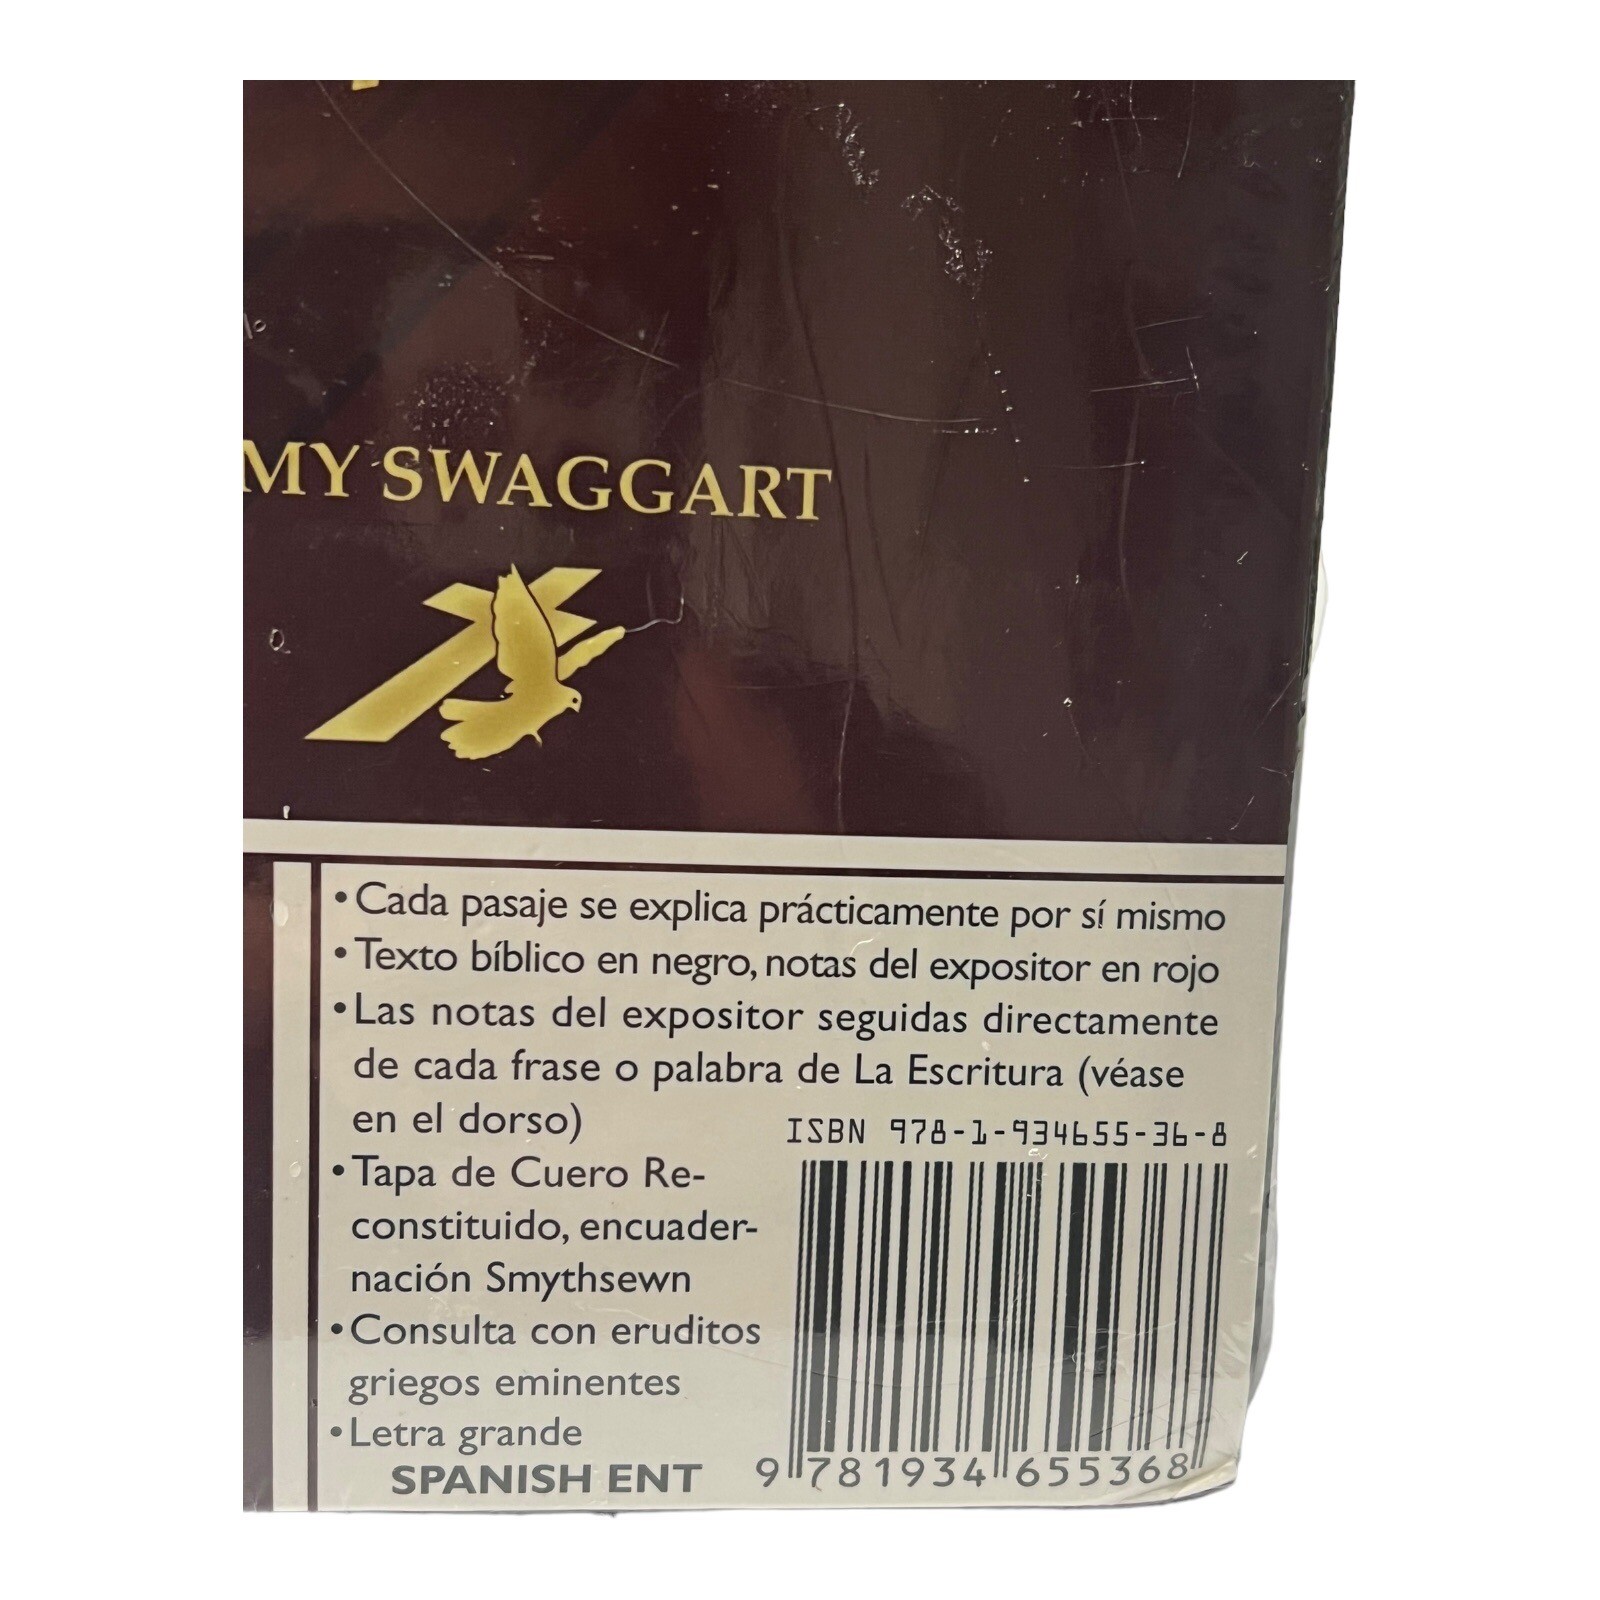 MY SWAGGART
• Cada pasaje se explica prácticamente por sí mismo
• Texto bíblico en negro, notas del expositor en rojo
• Las notas del expositor seguidas directamente
de cada frase o palabra de La Escritura (véase
en el dorso)
ISBN 978-1-934655-36-8
• Tapa de Cuero Re-
constituido, encuader-
nación Smythsewn
• Consulta con eruditos
griegos eminentes
• Letra grande
SPANISH ENT
9 781934 655368